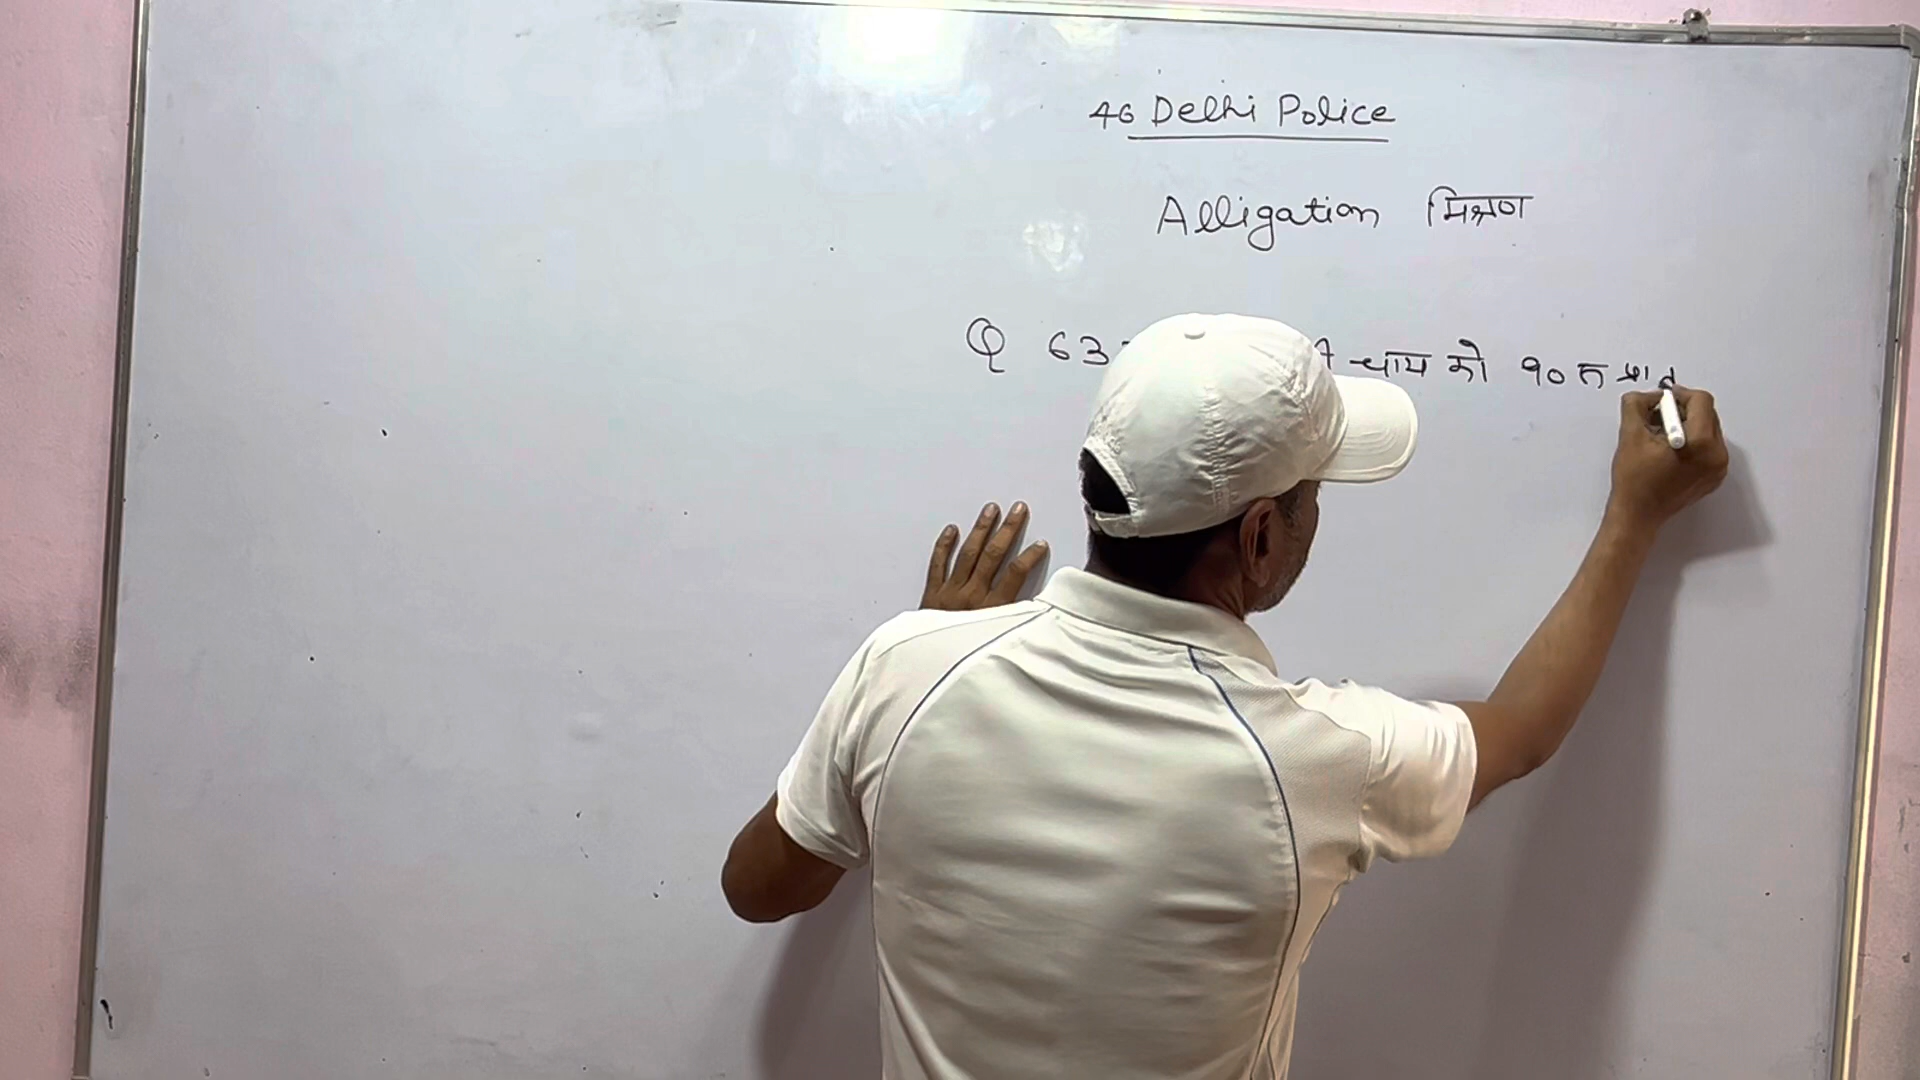 46 Delhi Police
Alligation मिश्रण
Q 63 चाय को 90 रु